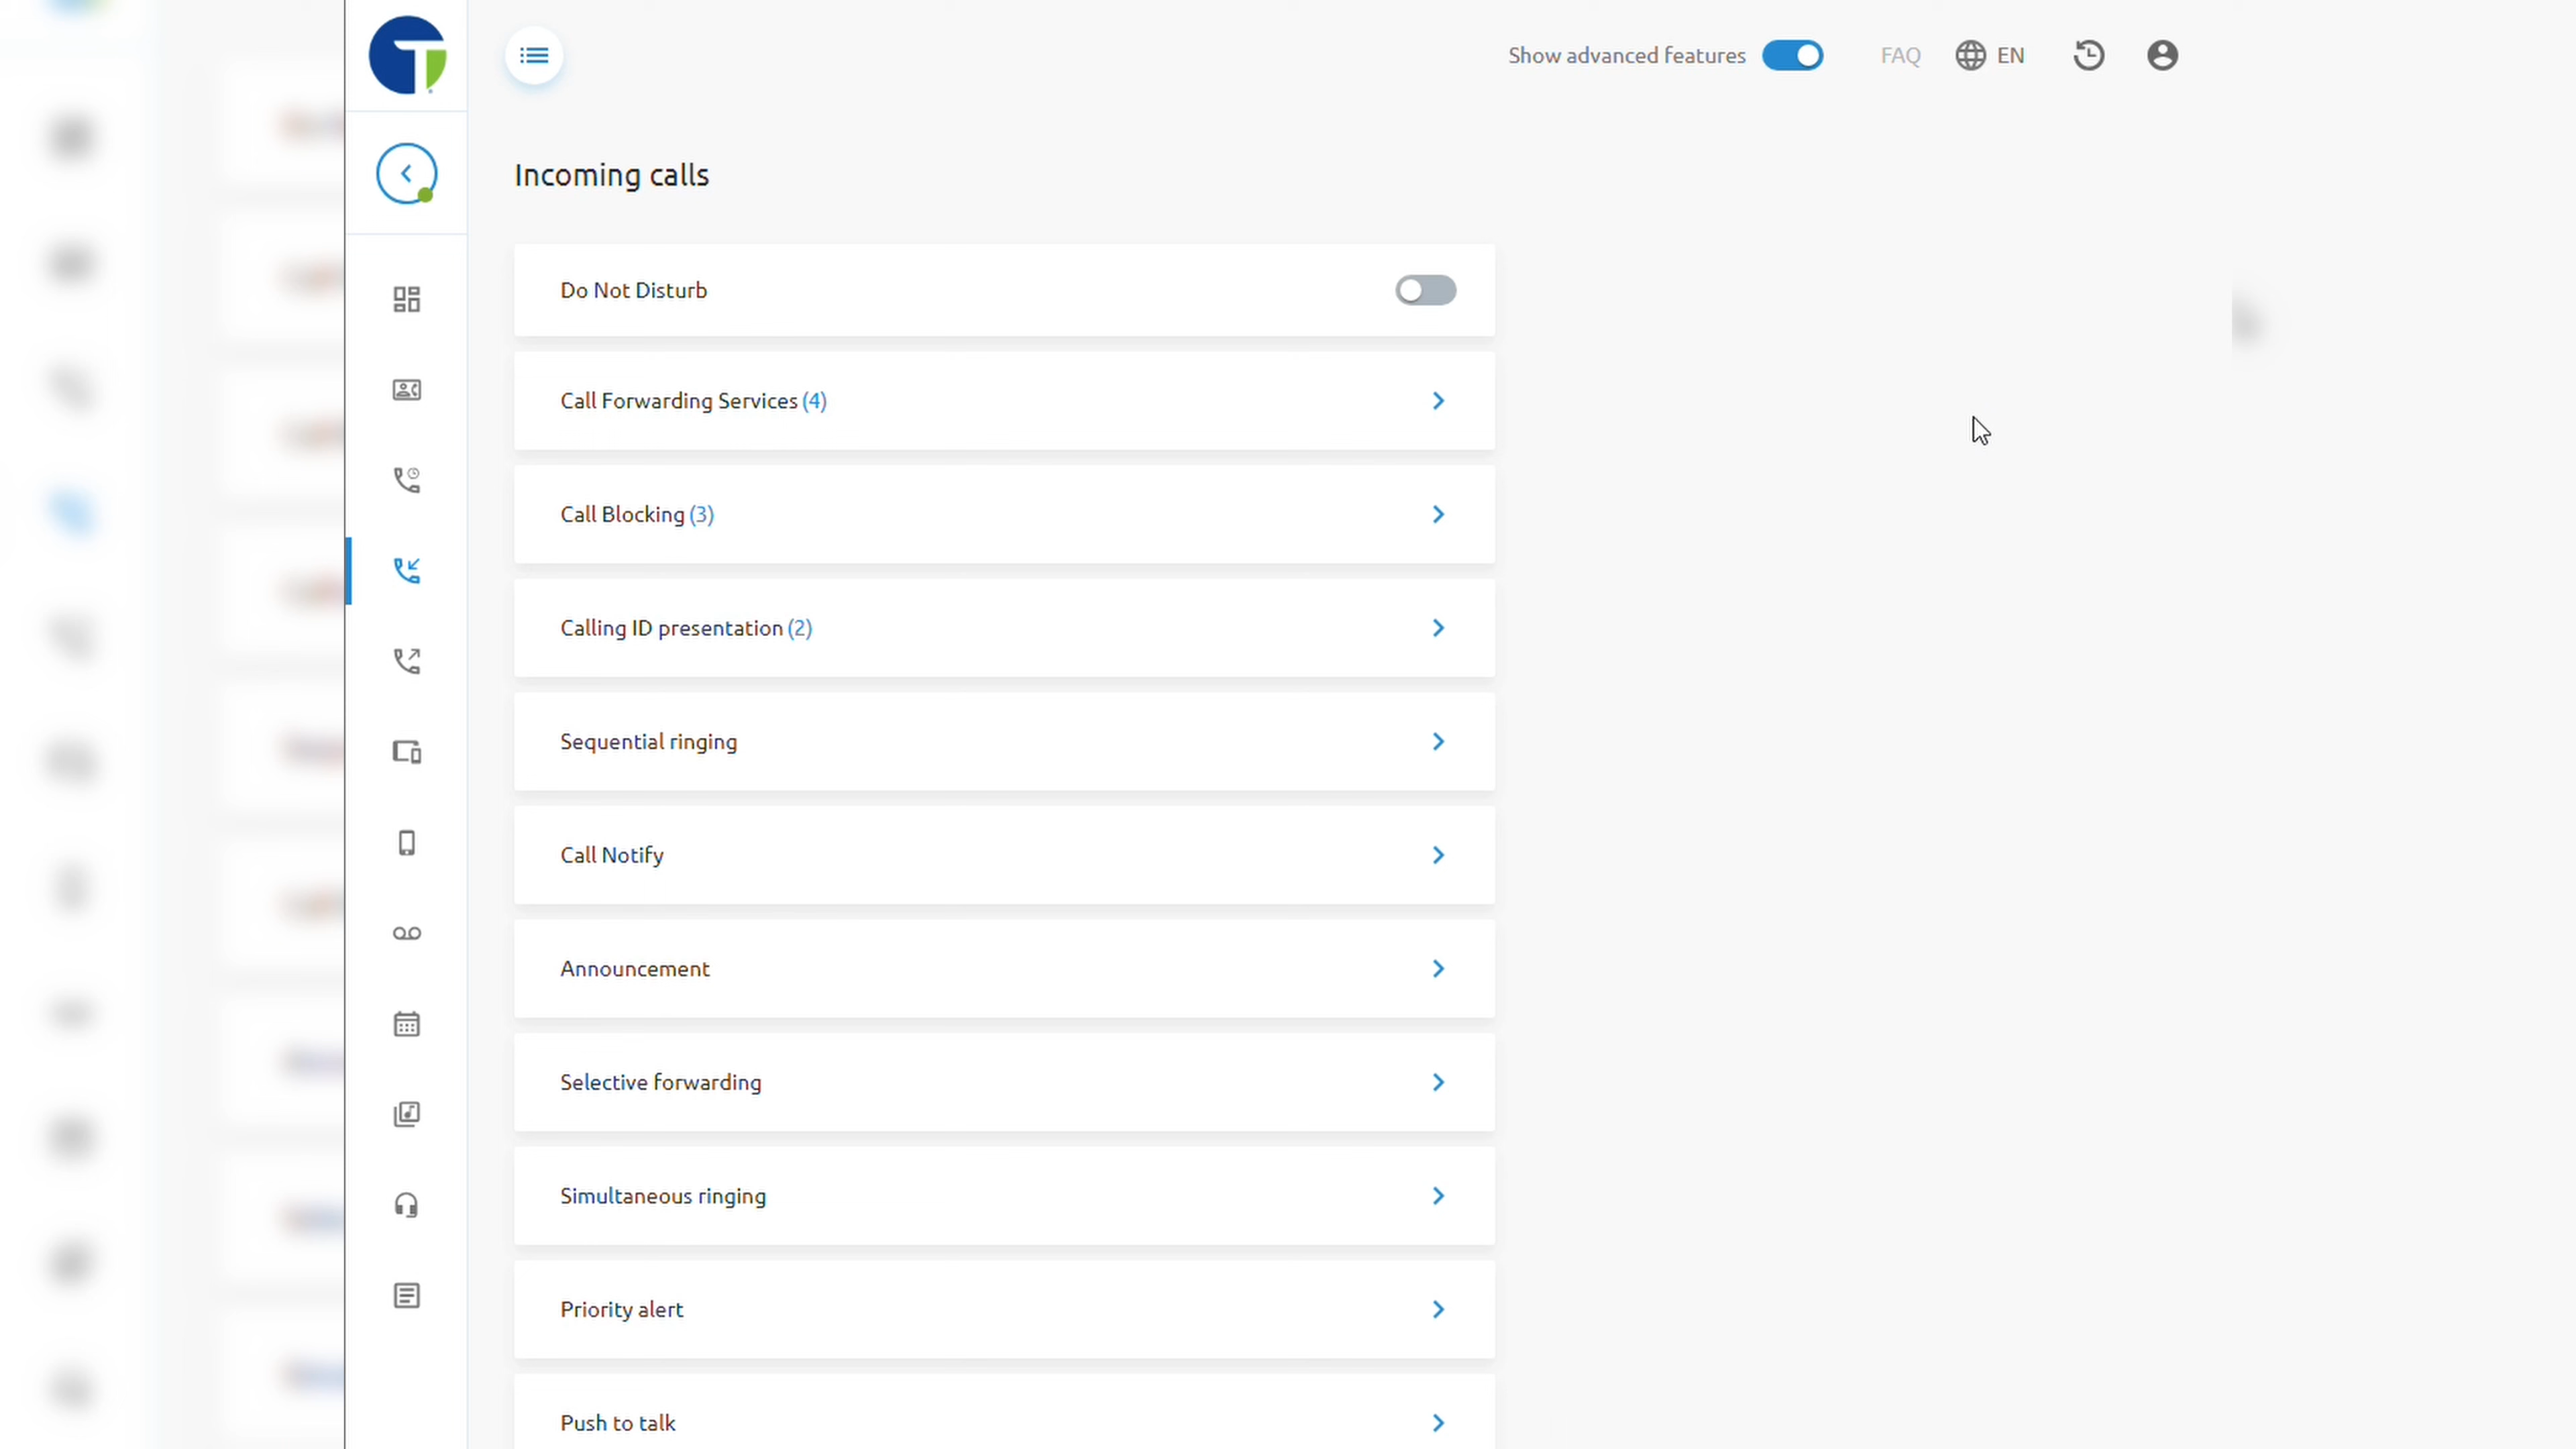 Show advanced features
FAQ
EN
Incoming calls
Do Not Disturb
Call Forwarding Services (4)
Call Blocking (3)
Calling ID presentation (2)
Sequential ringing
Call Notify
Announcement
Selective forwarding
Simultaneous ringing
Priority alert
Push to talk